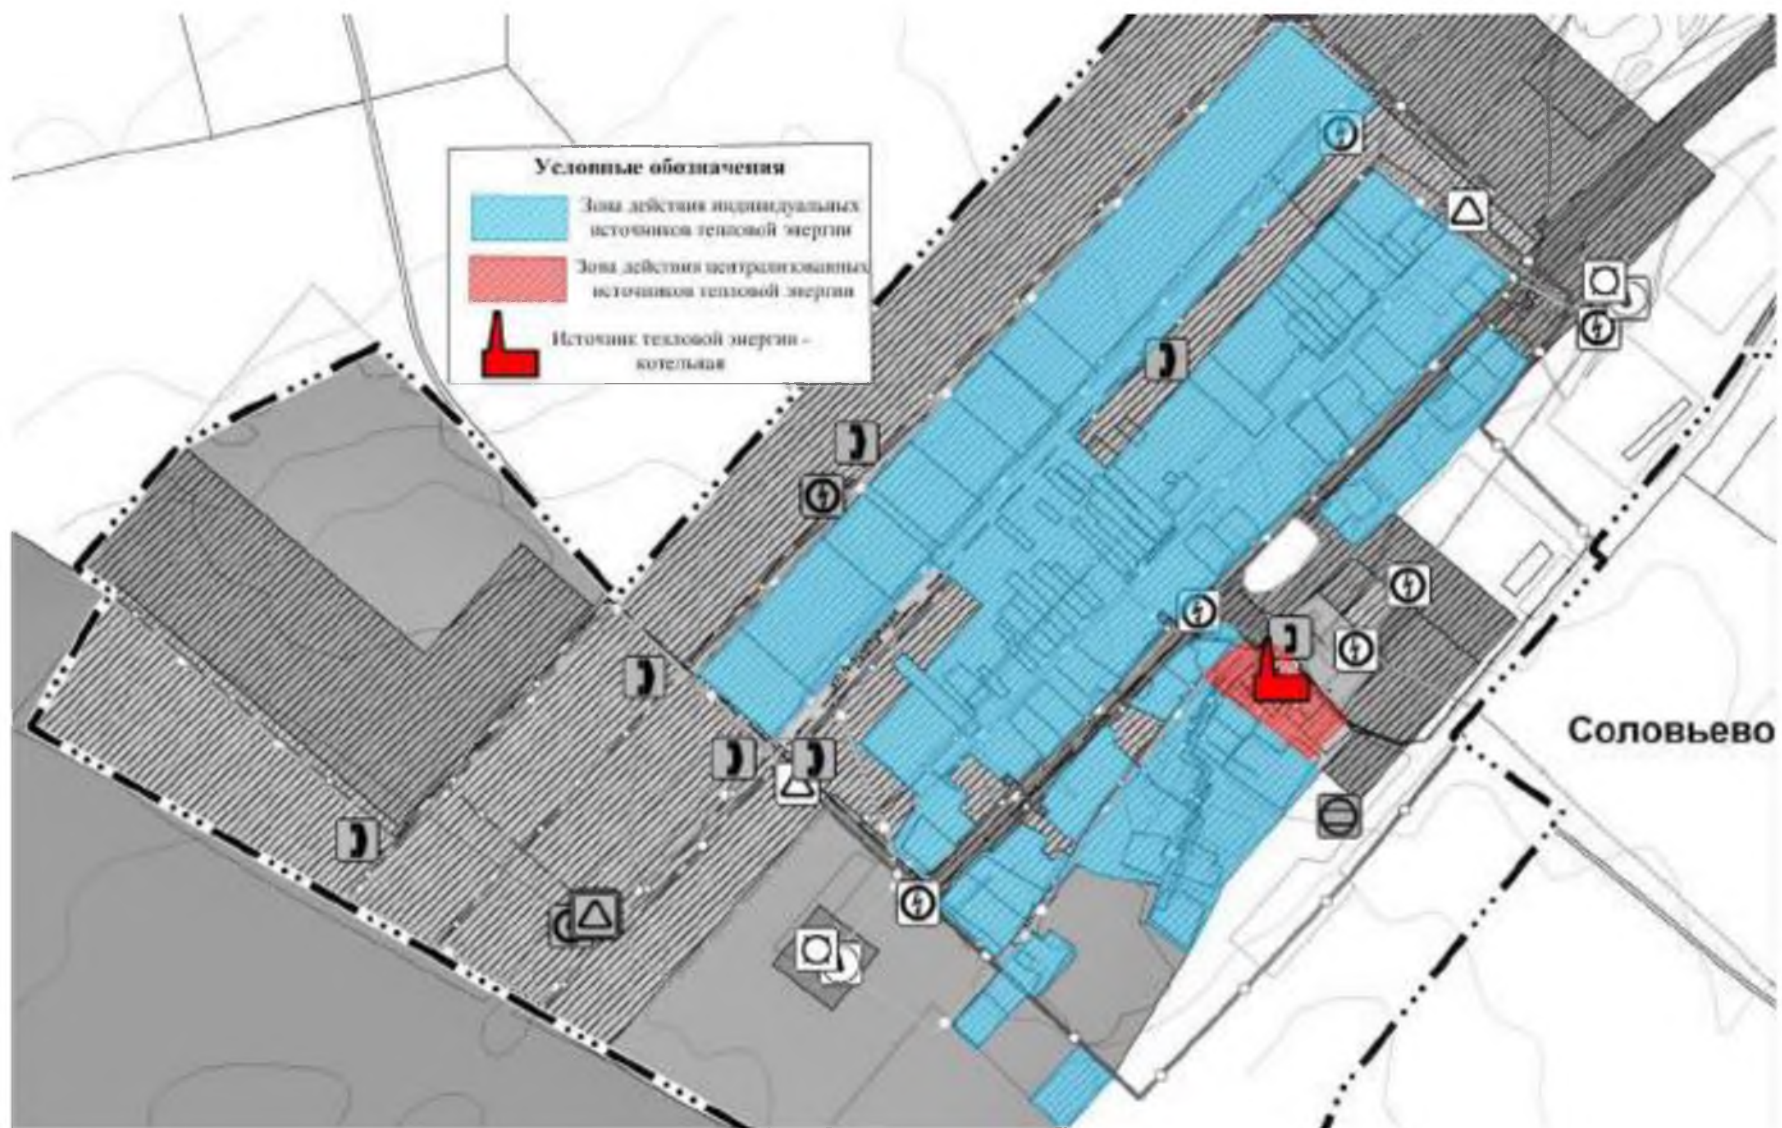 Условные обозначения
Зона действия индивидуальных
источников тепловой энергии
Зона действия централизованных
источников тепловой энергии
Источник тепловой энергии -
котельная
Соловьево